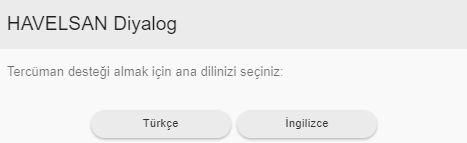 HAVELSAN Diyalog
Tercüman desteği almak için ana dilinizi seçiniz:
Türkçe İngilizce